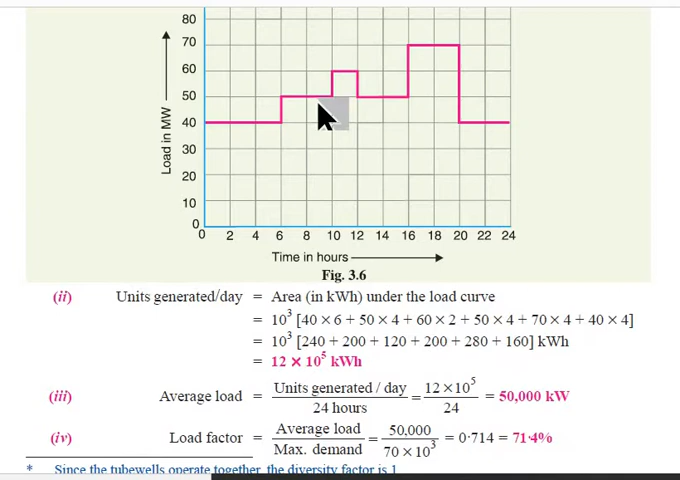 80
70
60
50
40
30
20
10
0
Load in MW
0 2 4 6 8 10 12 14 16 18 20 22 24
Time in hours
Fig. 3.6
(ii) Units generated/day = Area (in kWh) under the load curve
= 10³ [40 × 6 + 50 × 4 + 60 × 2 + 50 × 4 + 70 × 4 + 40 × 4]
= 10³ [240 + 200 + 120 + 200 + 280 + 160] kWh
= 12 × 10⁵ kWh
(iii) Average load = Units generated / day / 24 hours = 12 × 10⁵ / 24 = 50,000 kW
(iv) Load factor = Average load / Max. demand = 50,000 / 70 × 10³ = 0·714 = 71·4%
* Since the tubewells operate together, the diversity factor is 1